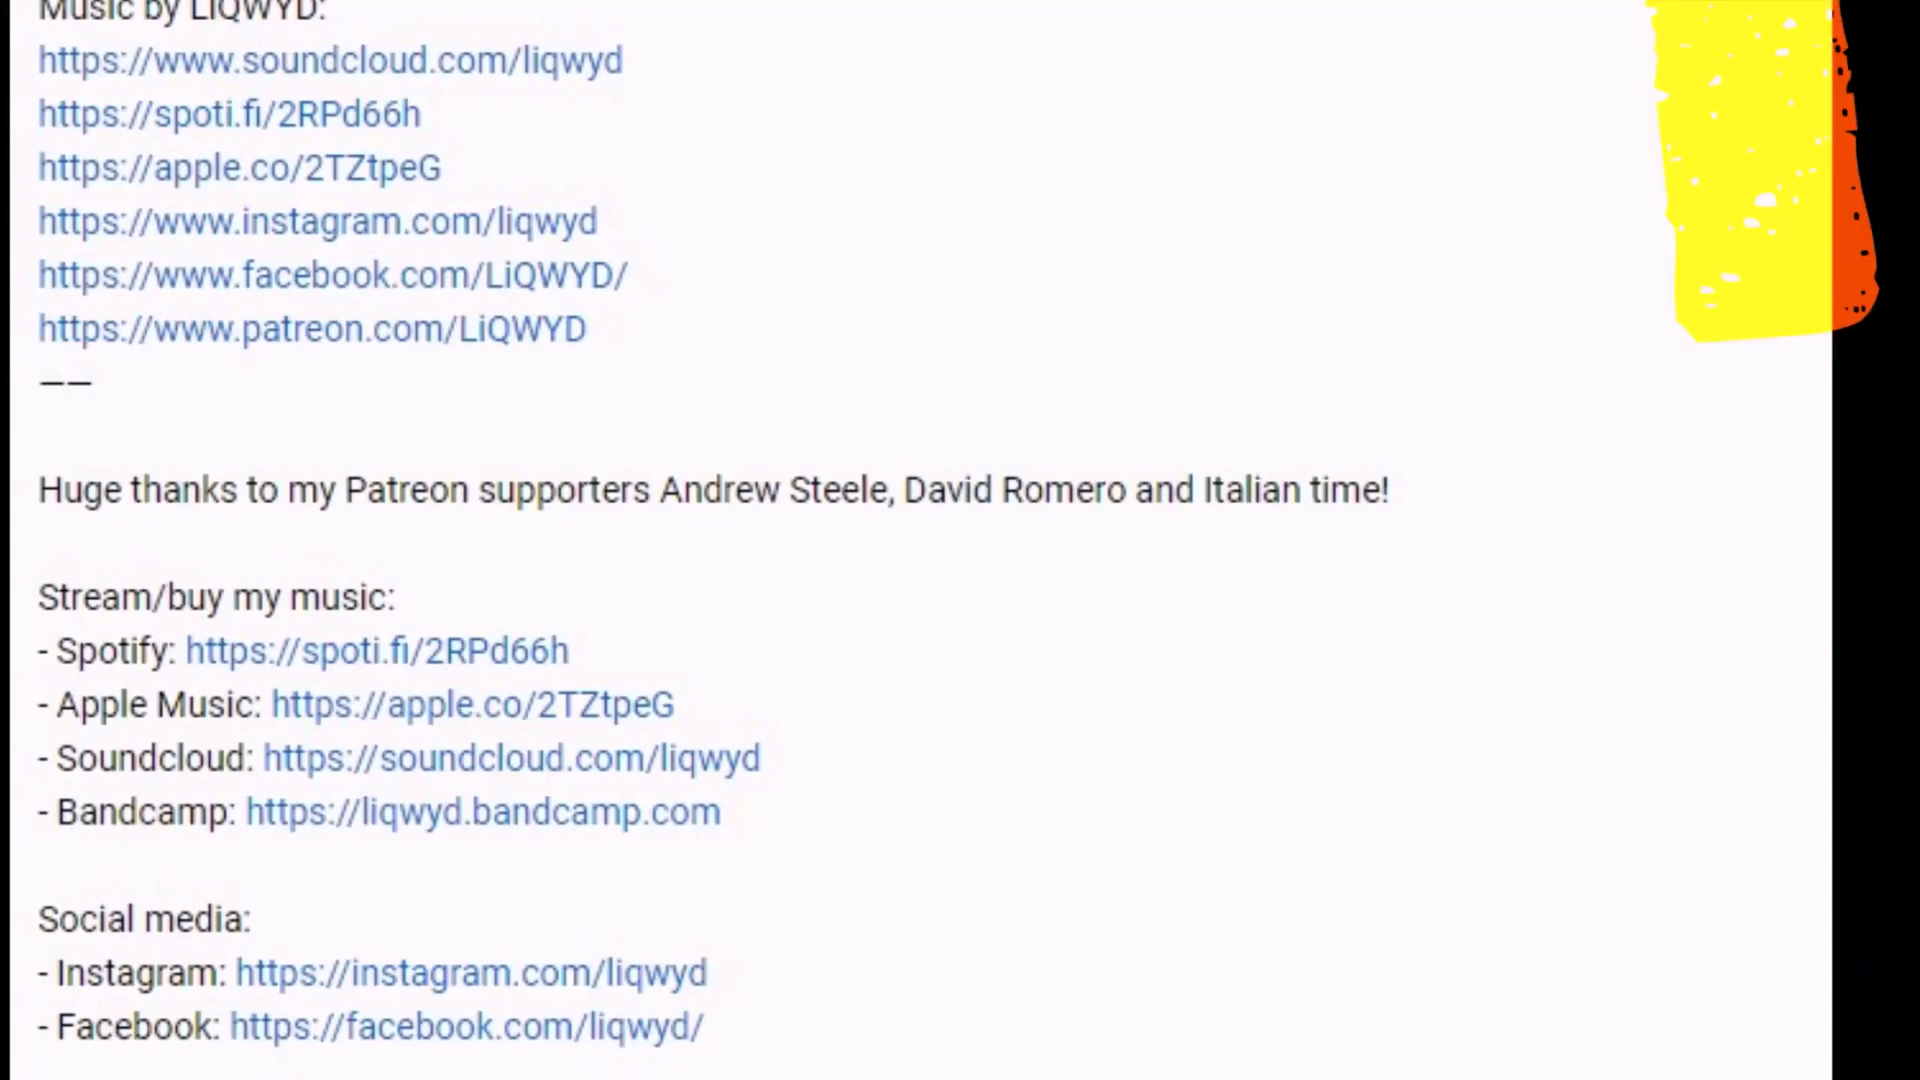 Music by LiQWYD:
https://www.soundcloud.com/liqwyd
https://spoti.fi/2RPd66h
https://apple.co/2TZtpeG
https://www.instagram.com/liqwyd
https://www.facebook.com/LiQWYD/
https://www.patreon.com/LiQWYD
——

Huge thanks to my Patreon supporters Andrew Steele, David Romero and Italian time!

Stream/buy my music:
- Spotify: https://spoti.fi/2RPd66h
- Apple Music: https://apple.co/2TZtpeG
- Soundcloud: https://soundcloud.com/liqwyd
- Bandcamp: https://liqwyd.bandcamp.com

Social media:
- Instagram: https://instagram.com/liqwyd
- Facebook: https://facebook.com/liqwyd/